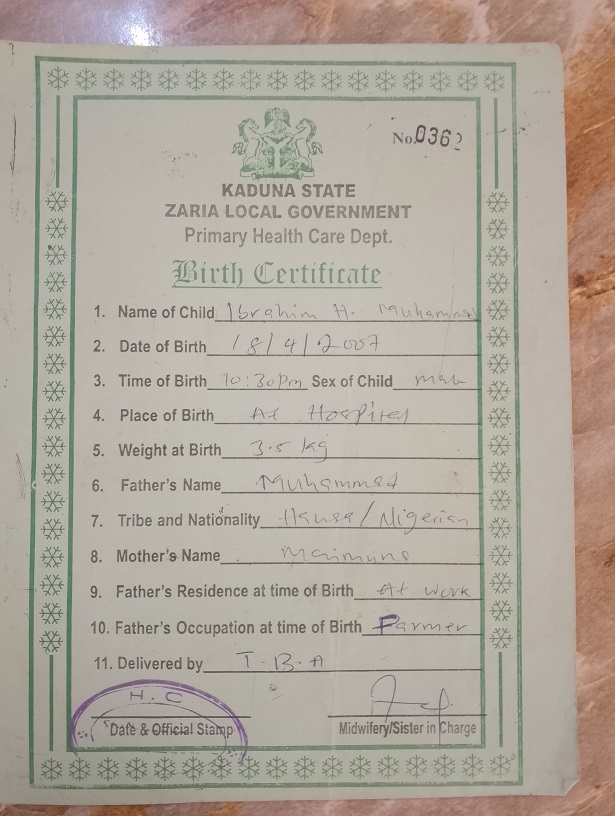 No.0362
KADUNA STATE
ZARIA LOCAL GOVERNMENT
Primary Health Care Dept.
Birth Certificate
1. Name of Child Ibrahim H. Muhammad
2. Date of Birth 18/4/2007
3. Time of Birth 10:30pm Sex of Child male
4. Place of Birth At Hospital
5. Weight at Birth 3.5 kg
6. Father's Name Muhammad
7. Tribe and Nationality Hausa/Nigerian
8. Mother's Name Maimuna
9. Father's Residence at time of Birth At work
10. Father's Occupation at time of Birth Farmer
11. Delivered by T.B.A
H.C
Date & Official Stamp Midwifery/Sister in Charge